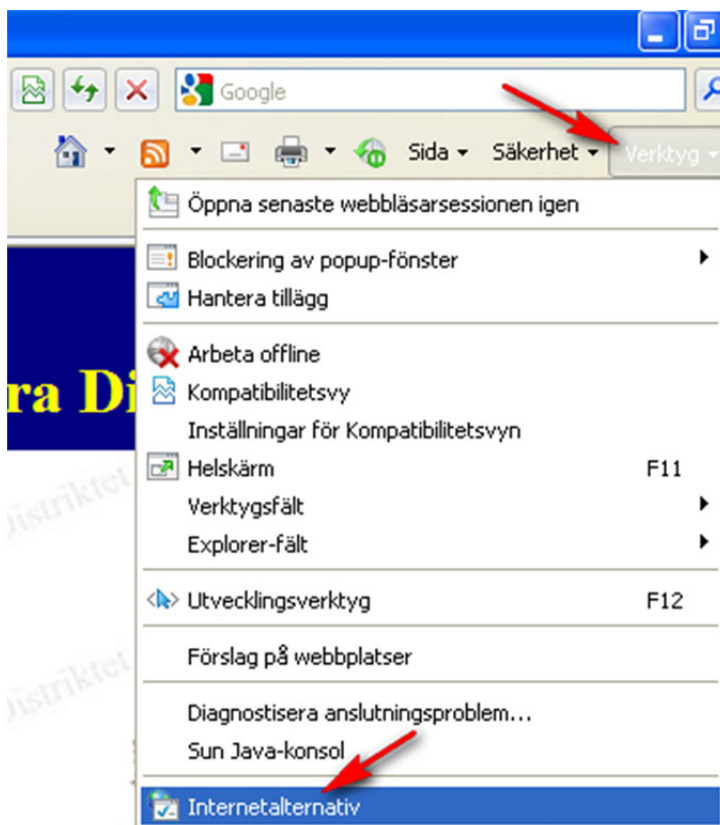 Google
Sida Säkerhet Verktyg
Öppna senaste webbläsarsessionen igen
Blockering av popup-fönster
Hantera tillägg
ra Di
Arbeta offline
Kompatibilitetsvy
Inställningar för Kompatibilitetsvyn
Helskärm F11
Distriktet
Verktygsfält
Explorer-fält
Utvecklingsverktyg F12
Förslag på webbplatser
Distriktet
Diagnostisera anslutningsproblem...
Sun Java-konsol
Internetalternativ